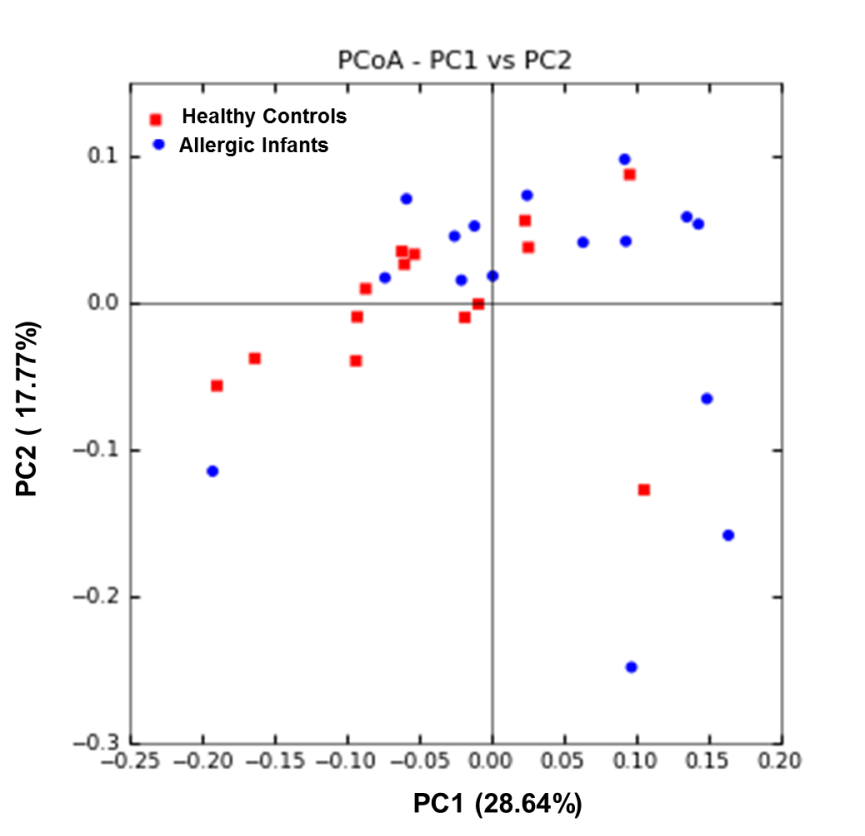 PCoA - PC1 vs PC2
Healthy Controls
Allergic Infants
0.1
0.0
−0.1
−0.2
−0.3
PC2 ( 17.77%)
−0.25 −0.20 −0.15 −0.10 −0.05 0.00 0.05 0.10 0.15 0.20
PC1 (28.64%)